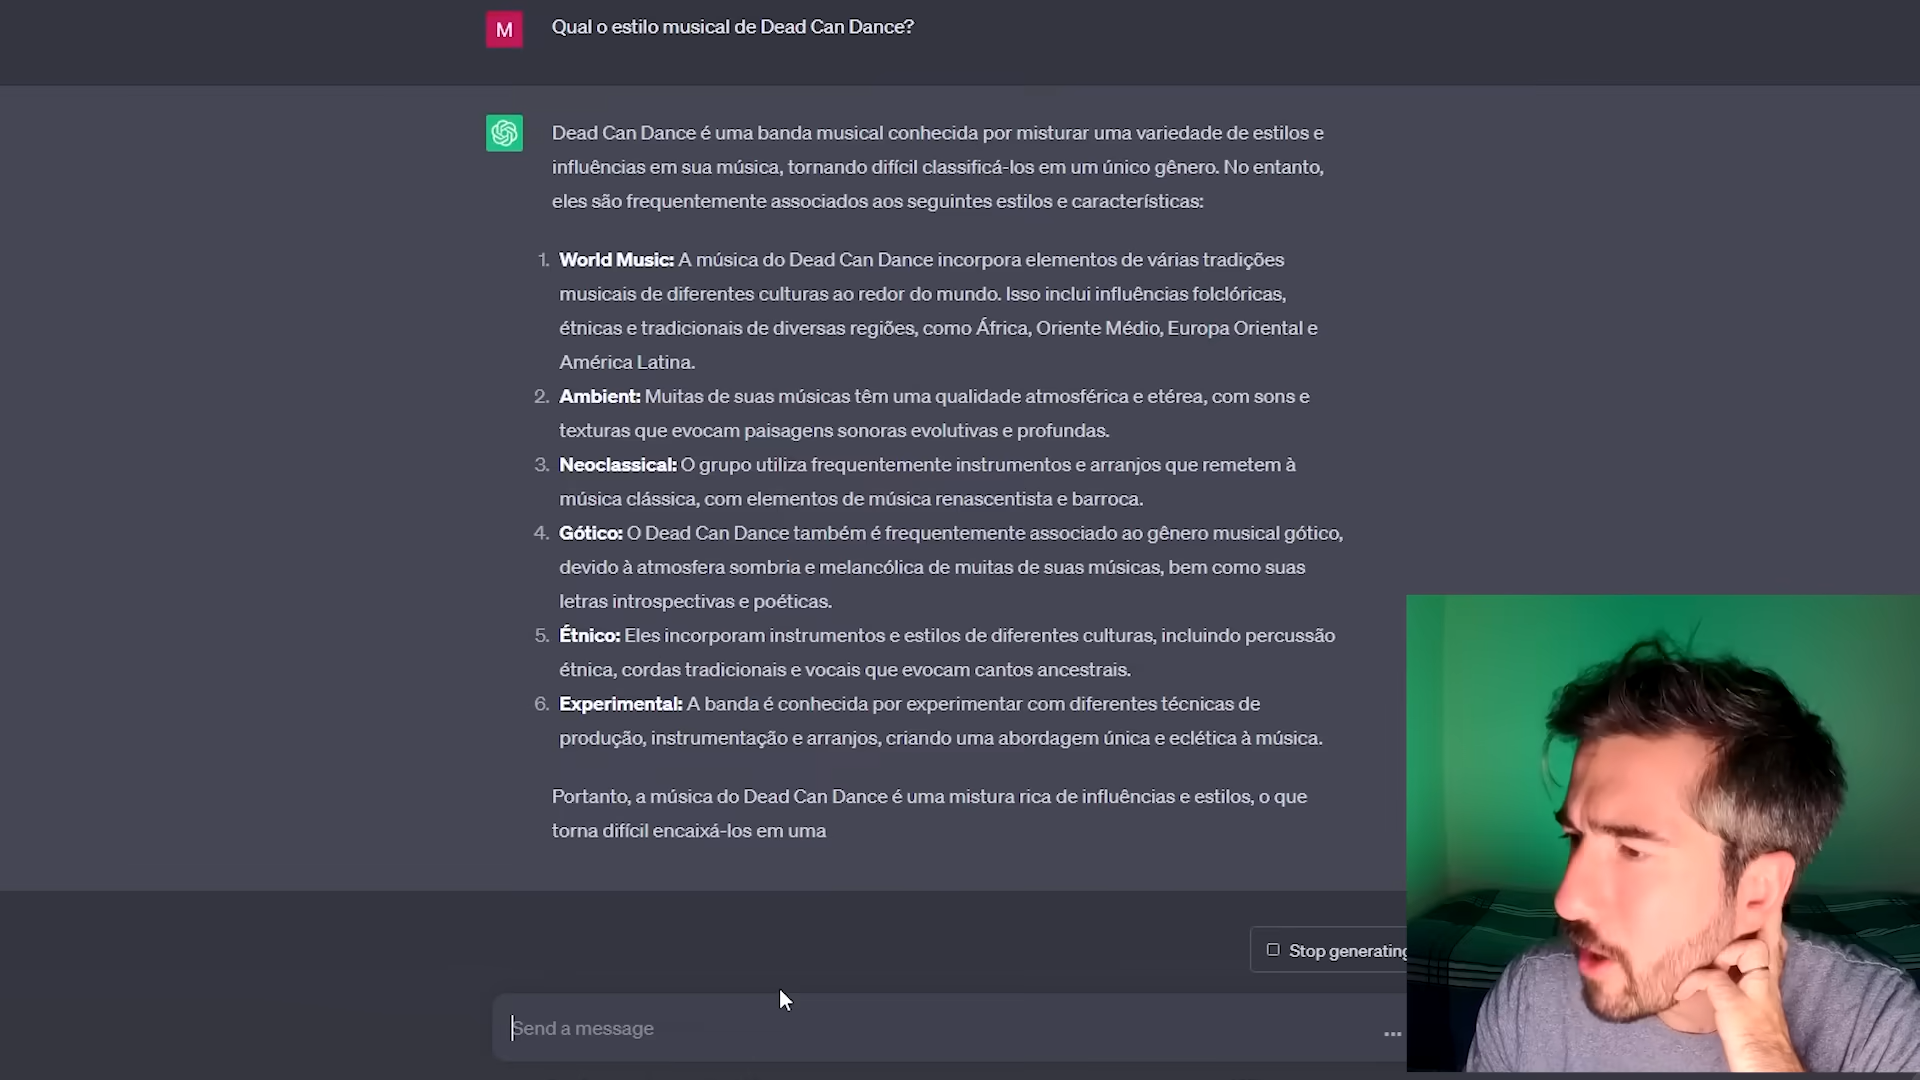 M
Qual o estilo musical de Dead Can Dance?
Dead Can Dance é uma banda musical conhecida por misturar uma variedade de estilos e
influências em sua música, tornando difícil classificá-los em um único gênero. No entanto,
eles são frequentemente associados aos seguintes estilos e características:
1. World Music: A música do Dead Can Dance incorpora elementos de várias tradições
musicais de diferentes culturas ao redor do mundo. Isso inclui influências folclóricas,
étnicas e tradicionais de diversas regiões, como África, Oriente Médio, Europa Oriental e
América Latina.
2. Ambient: Muitas de suas músicas têm uma qualidade atmosférica e etérea, com sons e
texturas que evocam paisagens sonoras evolutivas e profundas.
3. Neoclassical: O grupo utiliza frequentemente instrumentos e arranjos que remetem à
música clássica, com elementos de música renascentista e barroca.
4. Gótico: O Dead Can Dance também é frequentemente associado ao gênero musical gótico,
devido à atmosfera sombria e melancólica de muitas de suas músicas, bem como suas
letras introspectivas e poéticas.
5. Étnico: Eles incorporam instrumentos e estilos de diferentes culturas, incluindo percussão
étnica, cordas tradicionais e vocais que evocam cantos ancestrais.
6. Experimental: A banda é conhecida por experimentar com diferentes técnicas de
produção, instrumentação e arranjos, criando uma abordagem única e eclética à música.
Portanto, a música do Dead Can Dance é uma mistura rica de influências e estilos, o que
torna difícil encaixá-los em uma
Stop generating
Send a message